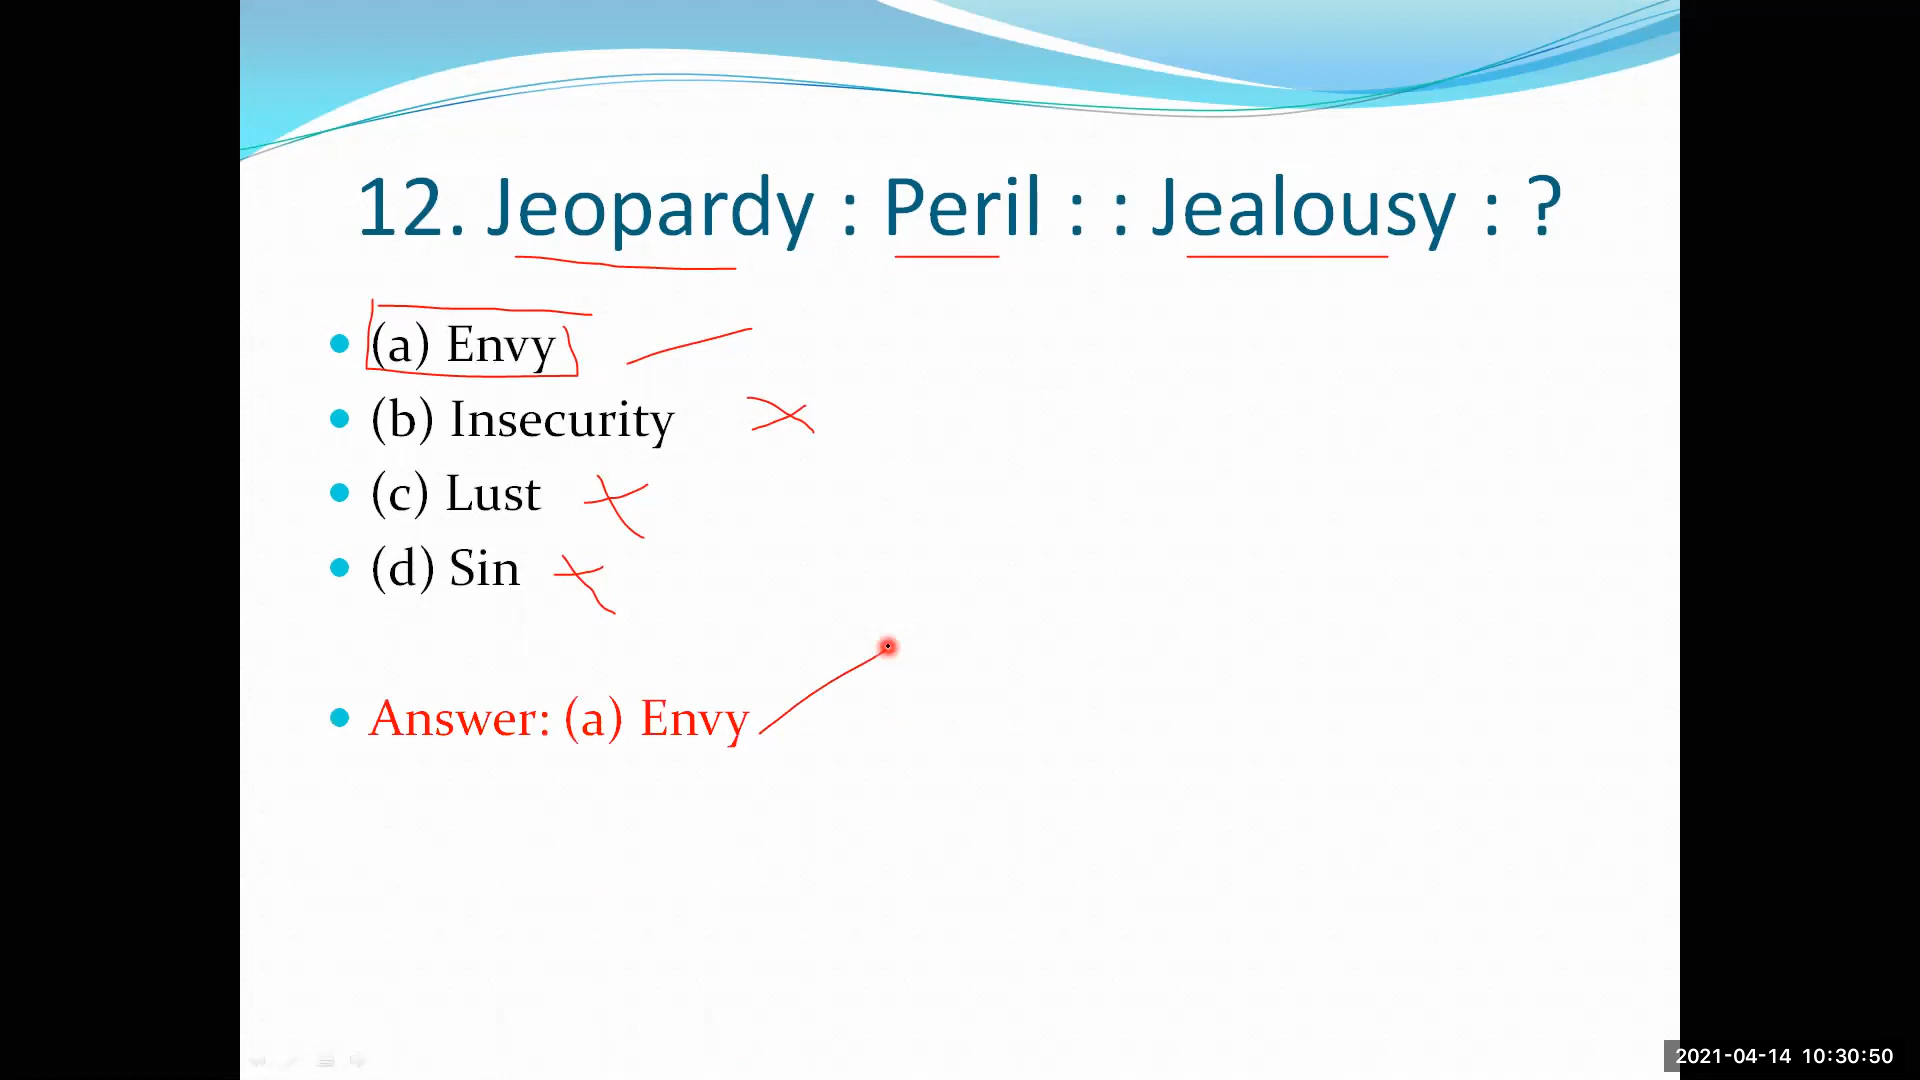 12. Jeopardy : Peril : : Jealousy : ?
(a) Envy
(b) Insecurity
(c) Lust
(d) Sin
Answer: (a) Envy
2021-04-14 10:30:50